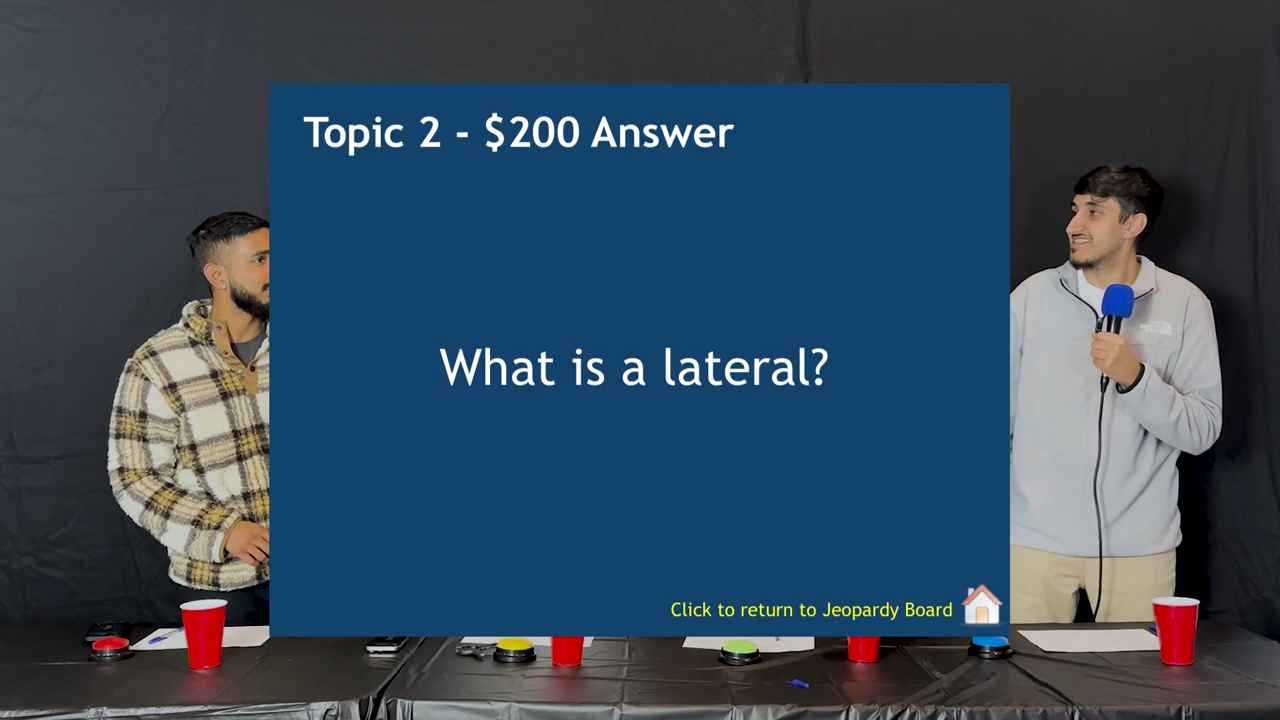 Topic 2 - $200 Answer
What is a lateral?
Click to return to Jeopardy Board